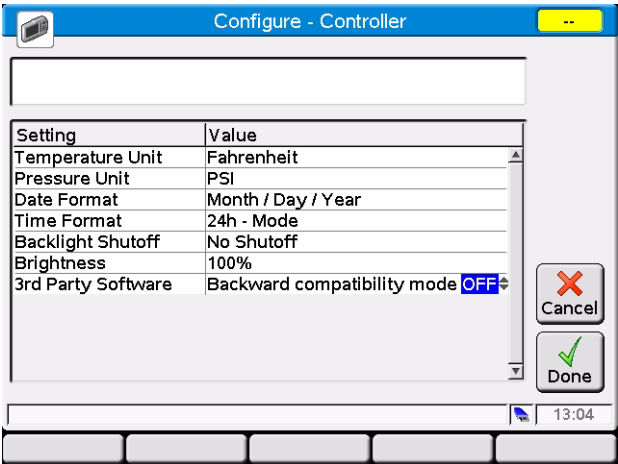 Configure - Controller
--
Setting Value
Temperature Unit Fahrenheit
Pressure Unit PSI
Date Format Month / Day / Year
Time Format 24h - Mode
Backlight Shutoff No Shutoff
Brightness 100%
3rd Party Software Backward compatibility mode OFF
Cancel
Done
13:04